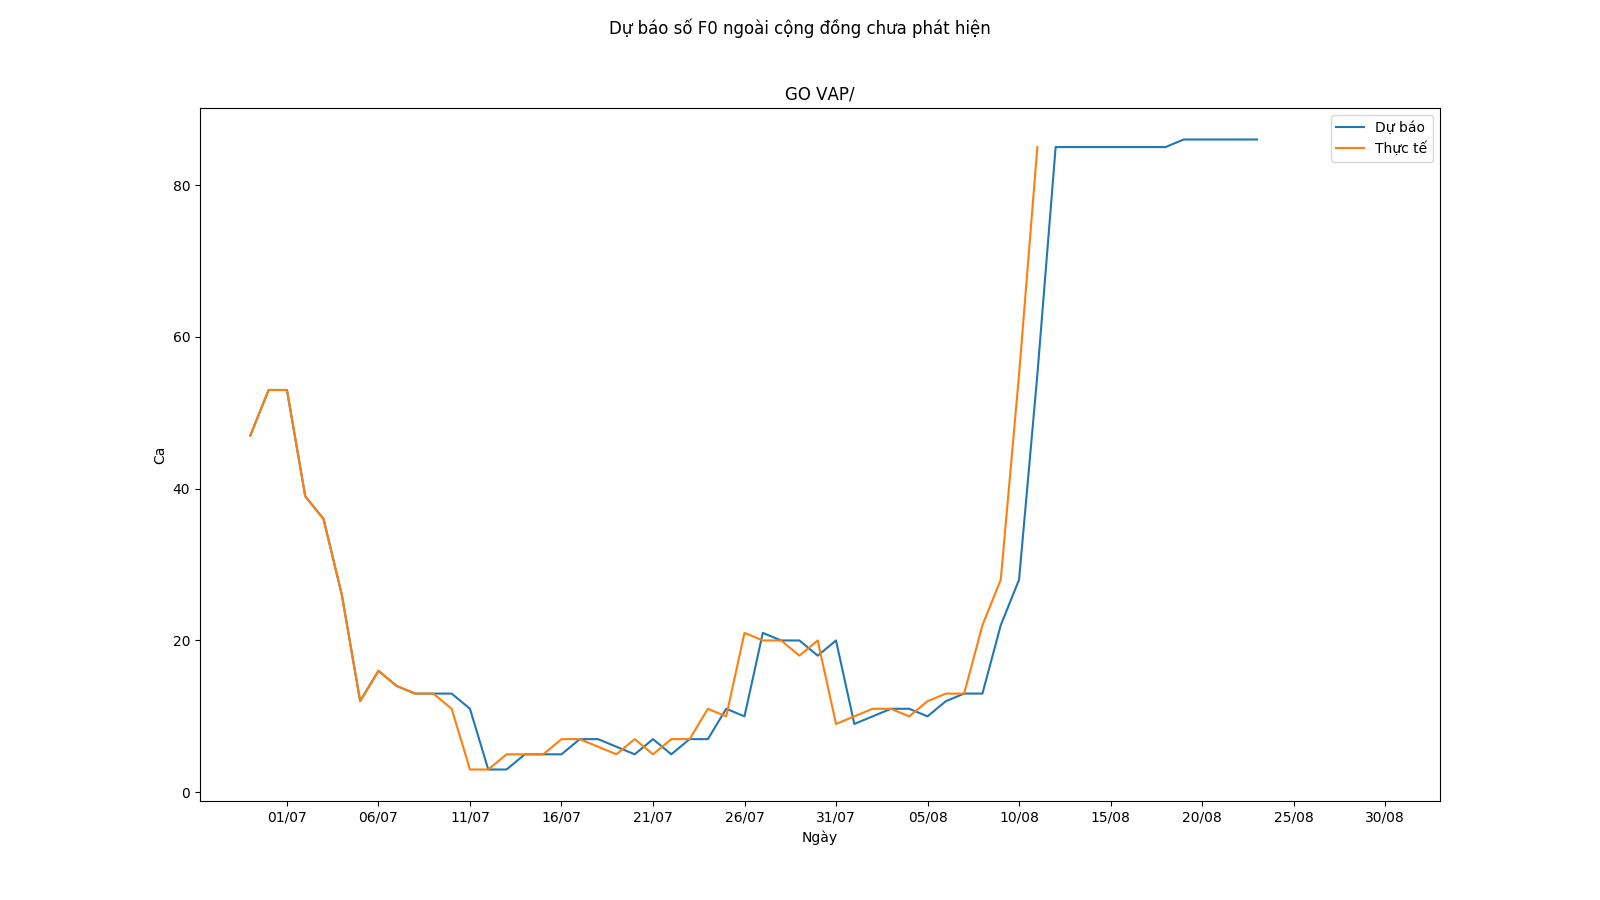 Dự báo số F0 ngoài cộng đồng chưa phát hiện
GO VAP/
Dự báo
Thực tế
Ca
80
60
40
20
0
01/07 06/07 11/07 16/07 21/07 26/07 31/07 05/08 10/08 15/08 20/08 25/08 30/08
Ngày